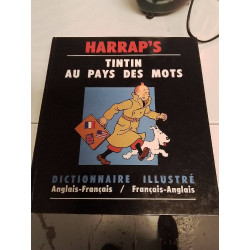 HARRAP'S
TINTIN
AU PAYS DES MOTS
DICTIONNAIRE ILLUSTRÉ
Anglais-Français / Français-Anglais